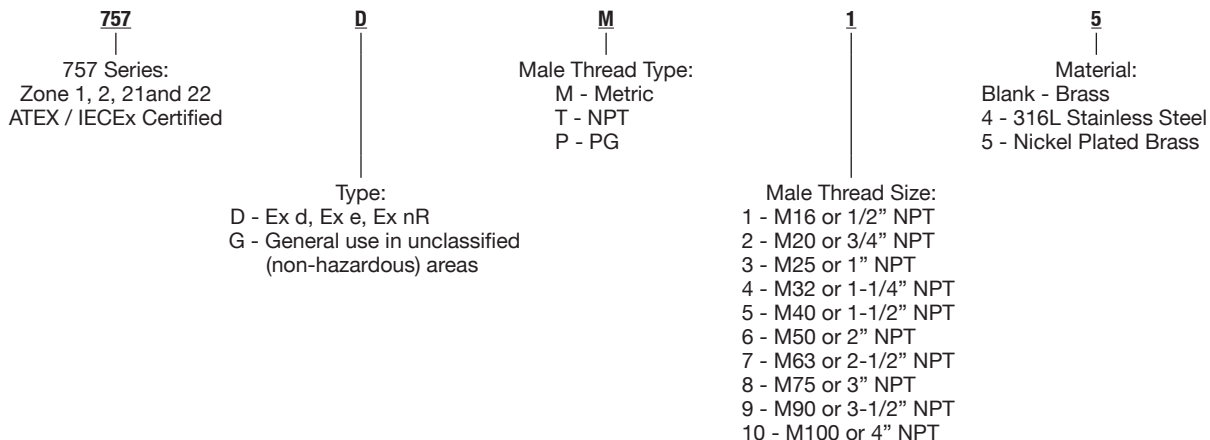 757 D M 1 5
757 Series:
Zone 1, 2, 21and 22
ATEX / IECEx Certified
Type:
D - Ex d, Ex e, Ex nR
G - General use in unclassified
(non-hazardous) areas
Male Thread Type:
M - Metric
T - NPT
P - PG
Male Thread Size:
1 - M16 or 1/2” NPT
2 - M20 or 3/4” NPT
3 - M25 or 1” NPT
4 - M32 or 1-1/4” NPT
5 - M40 or 1-1/2” NPT
6 - M50 or 2” NPT
7 - M63 or 2-1/2” NPT
8 - M75 or 3” NPT
9 - M90 or 3-1/2” NPT
10 - M100 or 4” NPT
Material:
Blank - Brass
4 - 316L Stainless Steel
5 - Nickel Plated Brass